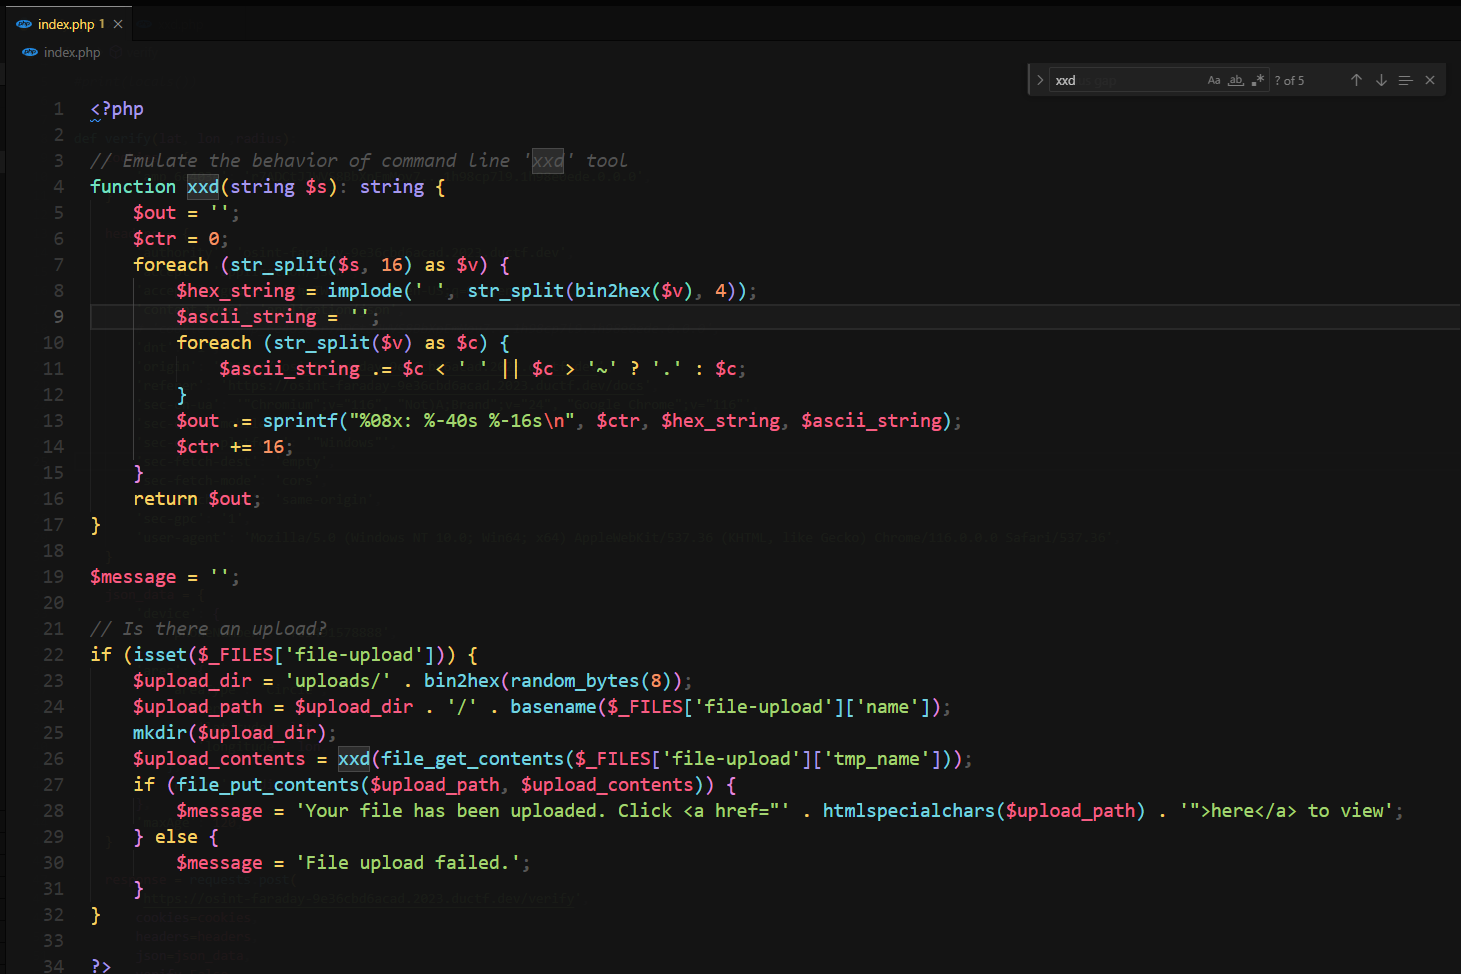 index.php 1
index.php
xxd
Aa ab .* ? of 5
1 <?php
2
3 // Emulate the behavior of command line 'xxd' tool
4 function xxd(string $s): string {
5 $out = '';
6 $ctr = 0;
7 foreach (str_split($s, 16) as $v) {
8 $hex_string = implode(' ', str_split(bin2hex($v), 4));
9 $ascii_string = '';
10 foreach (str_split($v) as $c) {
11 $ascii_string .= $c < ' ' || $c > '~' ? '.' : $c;
12 }
13 $out .= sprintf("%08x: %-40s %-16s\n", $ctr, $hex_string, $ascii_string);
14 $ctr += 16;
15 }
16 return $out;
17 }
18
19 $message = '';
20
21 // Is there an upload?
22 if (isset($_FILES['file-upload'])) {
23 $upload_dir = 'uploads/' . bin2hex(random_bytes(8));
24 $upload_path = $upload_dir . '/' . basename($_FILES['file-upload']['name']);
25 mkdir($upload_dir);
26 $upload_contents = xxd(file_get_contents($_FILES['file-upload']['tmp_name']));
27 if (file_put_contents($upload_path, $upload_contents)) {
28 $message = 'Your file has been uploaded. Click <a href="' . htmlspecialchars($upload_path) . '">here</a> to view';
29 } else {
30 $message = 'File upload failed.';
31 }
32 }
33
34 ?>